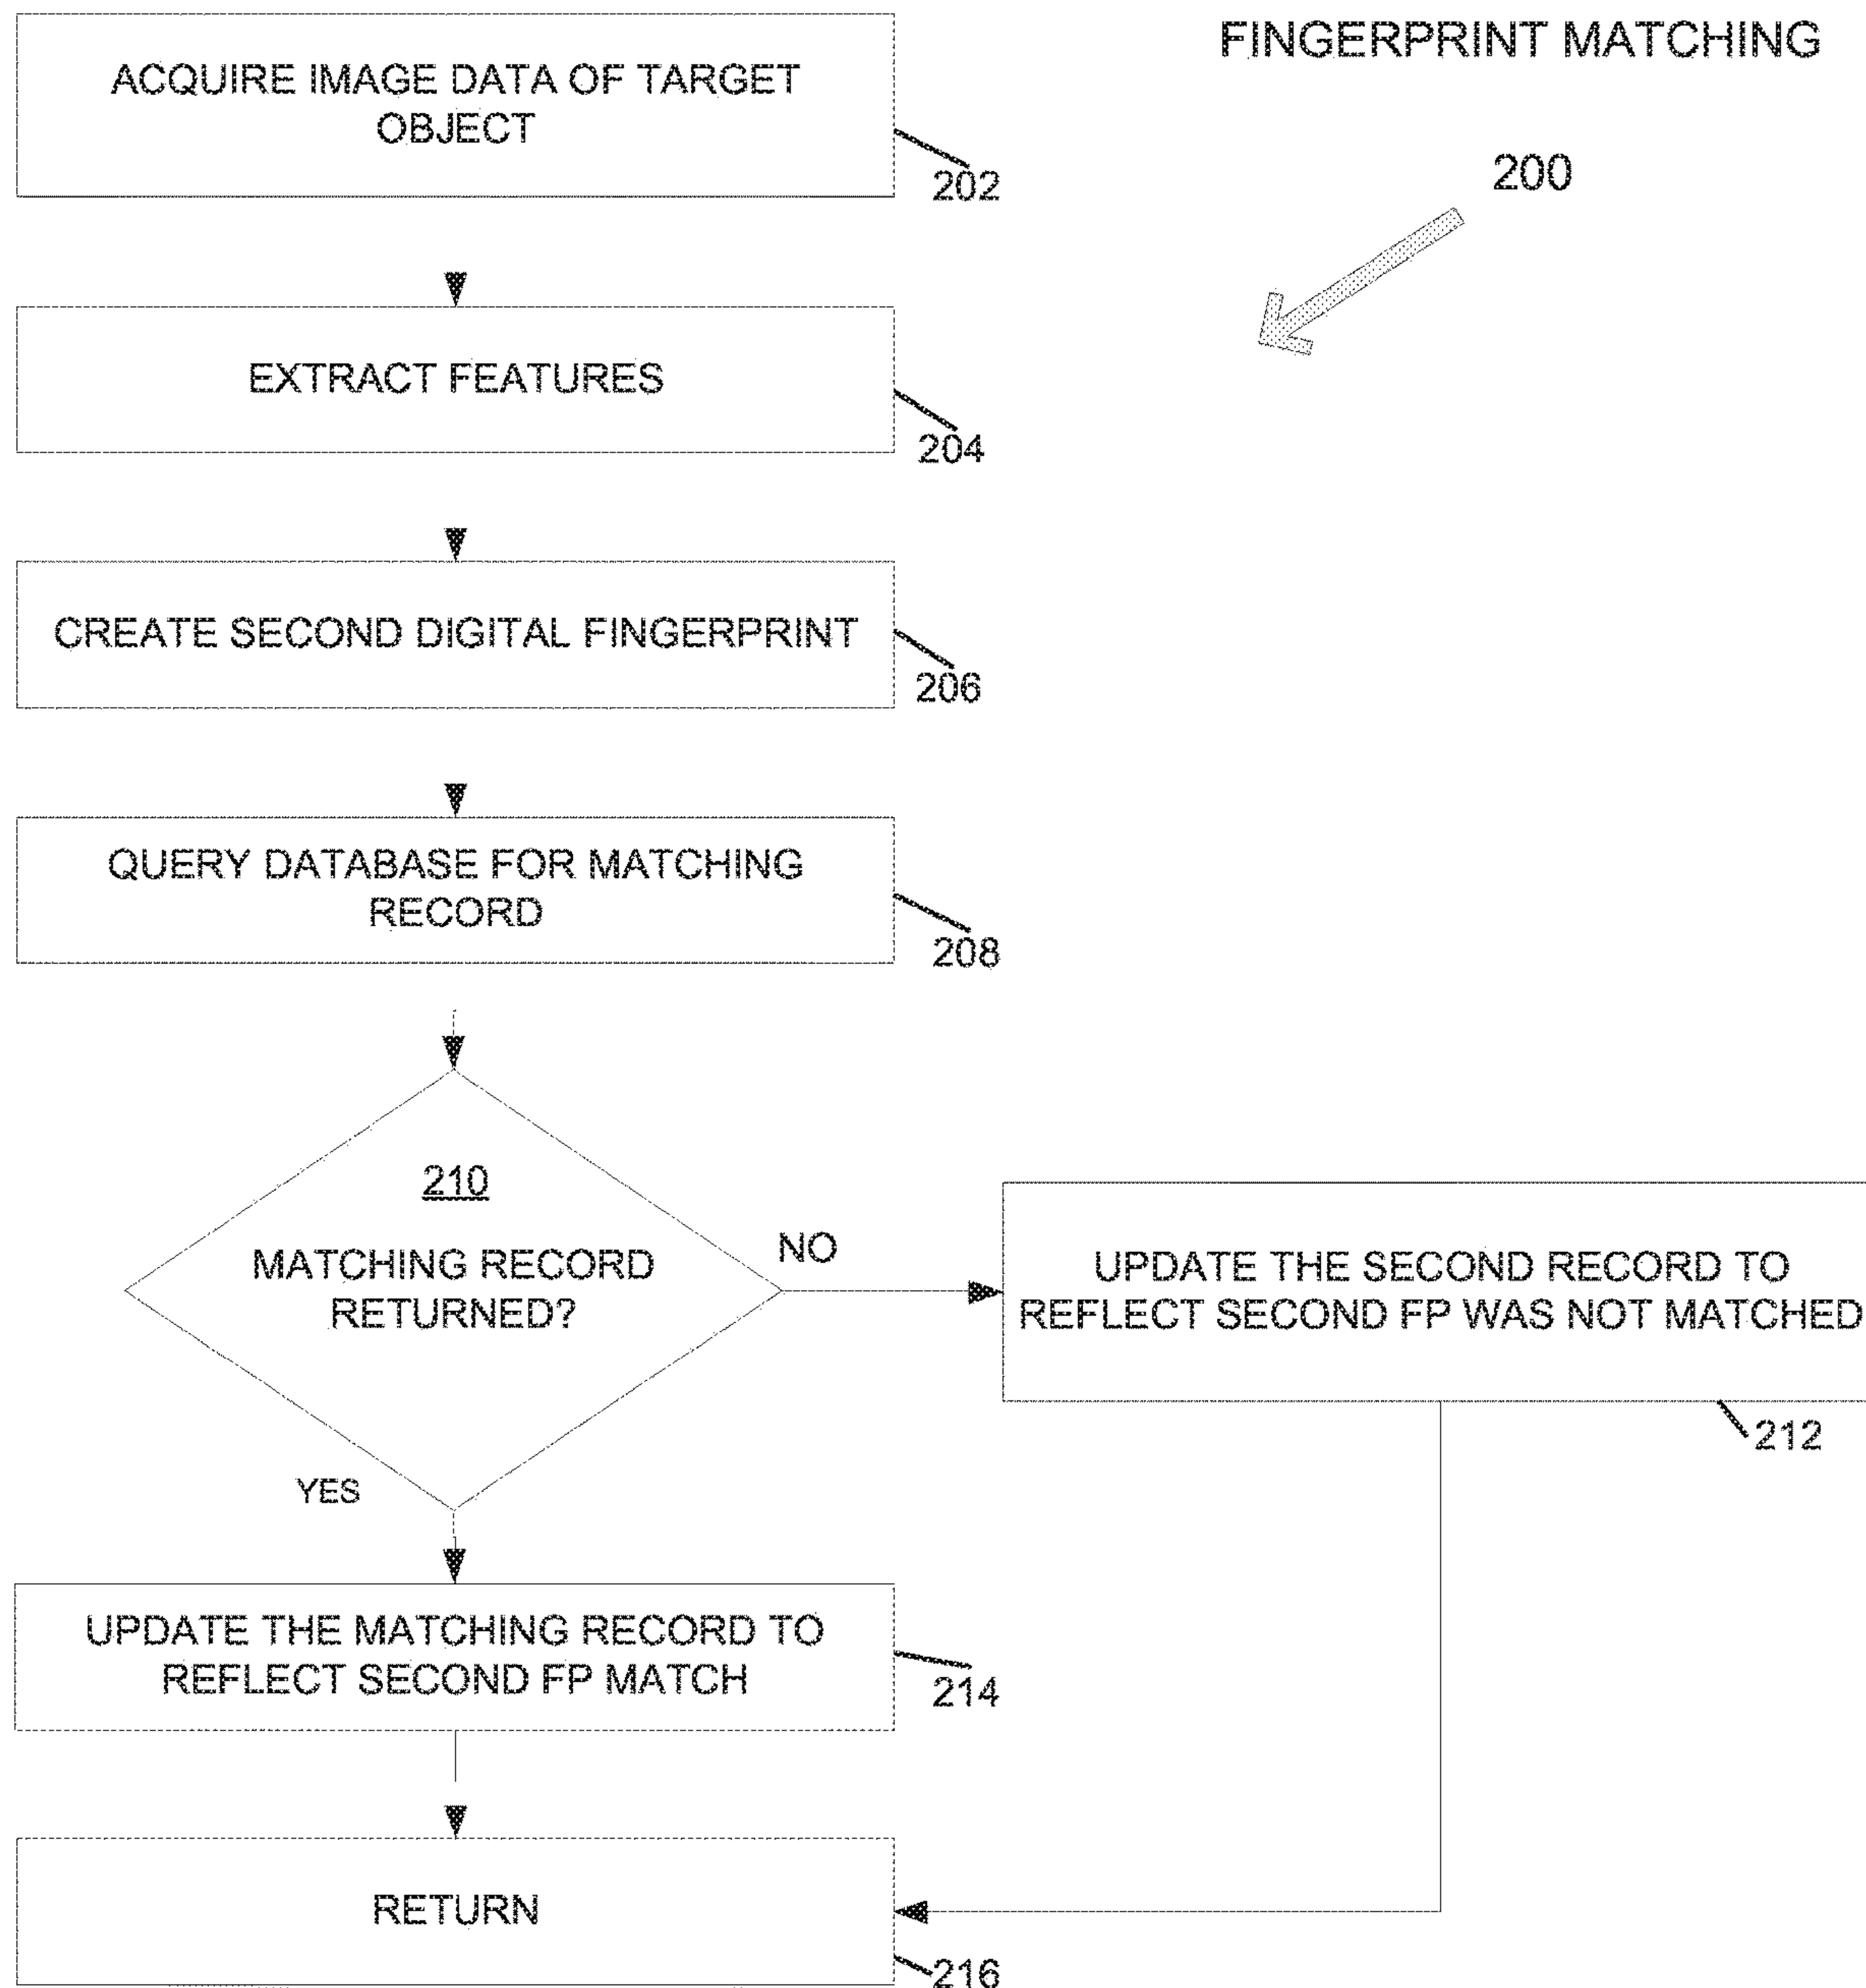 FINGERPRINT MATCHING
200
ACQUIRE IMAGE DATA OF TARGET
OBJECT
202
EXTRACT FEATURES
204
CREATE SECOND DIGITAL FINGERPRINT
206
QUERY DATABASE FOR MATCHING
RECORD
208
210
MATCHING RECORD
RETURNED?
NO
UPDATE THE SECOND RECORD TO
REFLECT SECOND FP WAS NOT MATCHED
212
YES
UPDATE THE MATCHING RECORD TO
REFLECT SECOND FP MATCH
214
RETURN
216